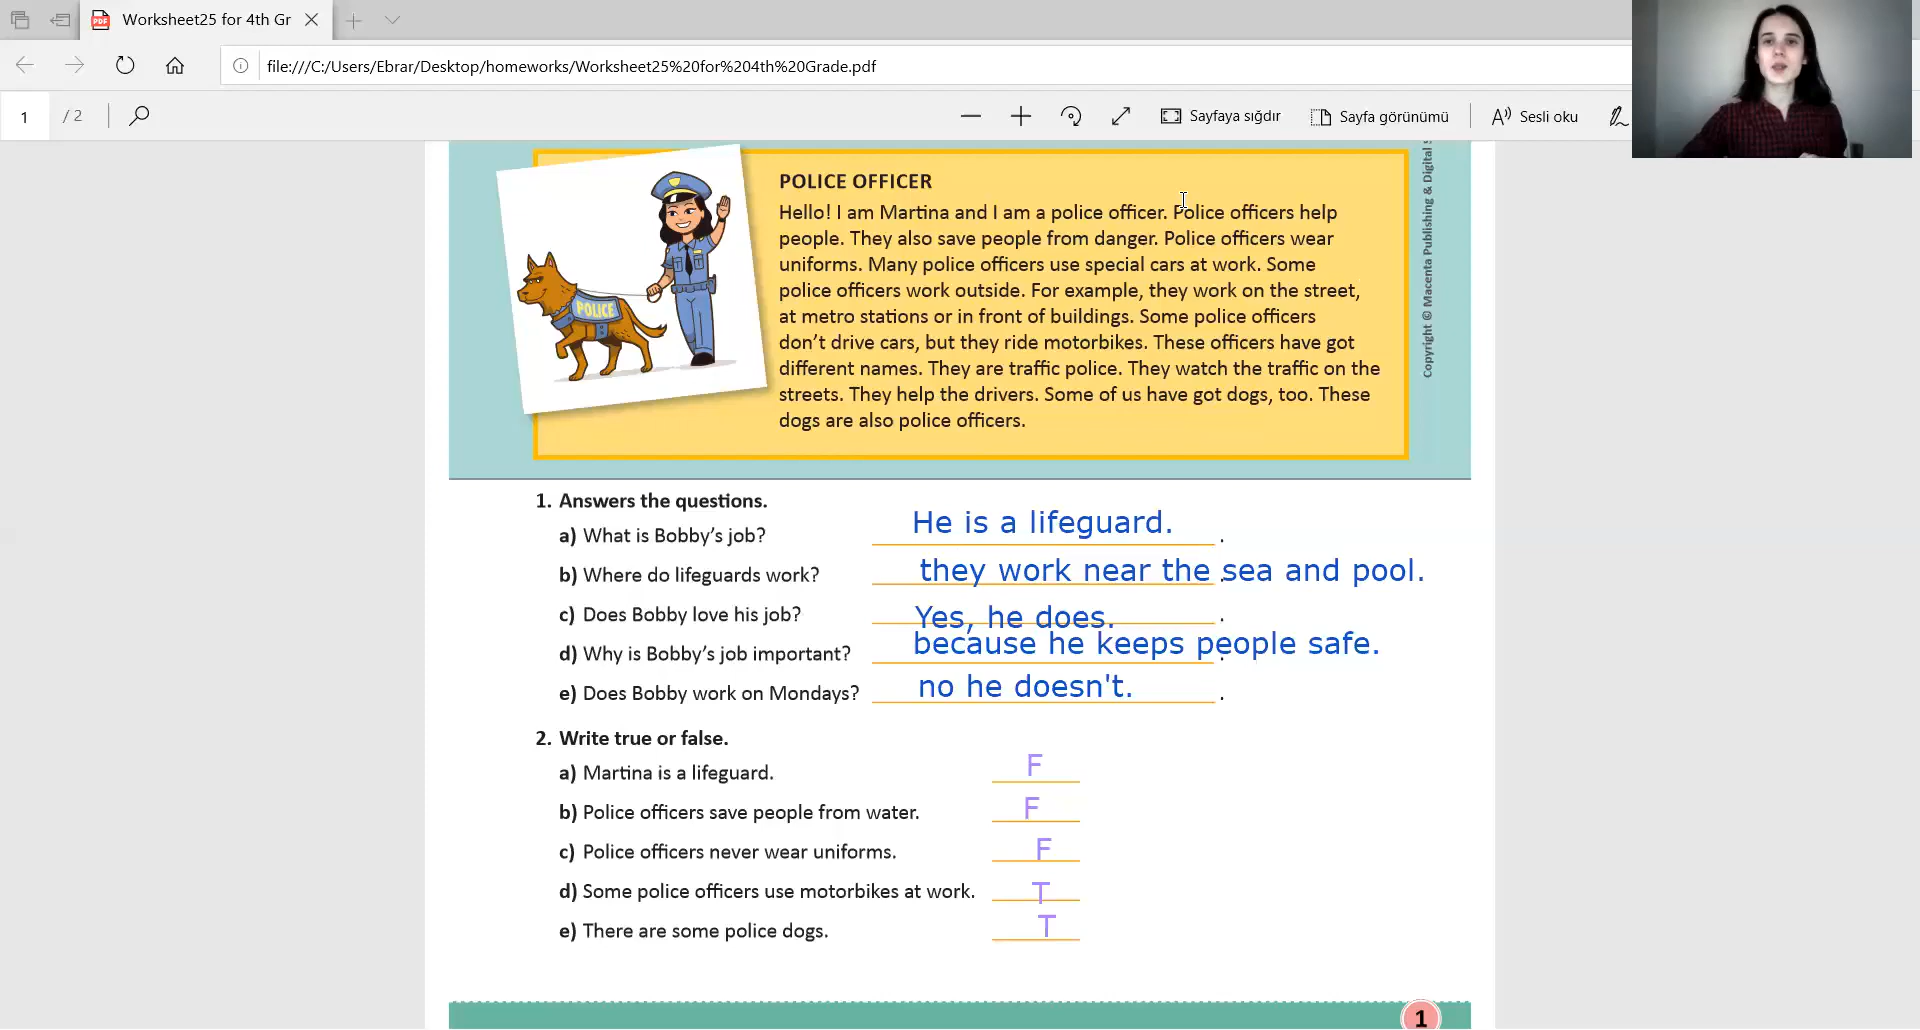 Worksheet25 for 4th Gr
file:///C:/Users/Ebrar/Desktop/homeworks/Worksheet25%20for%204th%20Grade.pdf
1 / 2
Sayfaya sığdır
Sayfa görünümü
Sesli oku
POLICE OFFICER
Hello! I am Martina and I am a police officer. Police officers help
people. They also save people from danger. Police officers wear
uniforms. Many police officers use special cars at work. Some
police officers work outside. For example, they work on the street,
at metro stations or in front of buildings. Some police officers
don't drive cars, but they ride motorbikes. These officers have got
different names. They are traffic police. They watch the traffic on the
streets. They help the drivers. Some of us have got dogs, too. These
dogs are also police officers.
POLICE
Copyright © Macenta Publishing & Digital
1. Answers the questions.
a) What is Bobby's job? He is a lifeguard. .
b) Where do lifeguards work? they work near the sea and pool. .
c) Does Bobby love his job? Yes, he does. .
d) Why is Bobby's job important? because he keeps people safe. .
e) Does Bobby work on Mondays? no he doesn't. .
2. Write true or false.
a) Martina is a lifeguard. F
b) Police officers save people from water. F
c) Police officers never wear uniforms. F
d) Some police officers use motorbikes at work. T
e) There are some police dogs. T
1